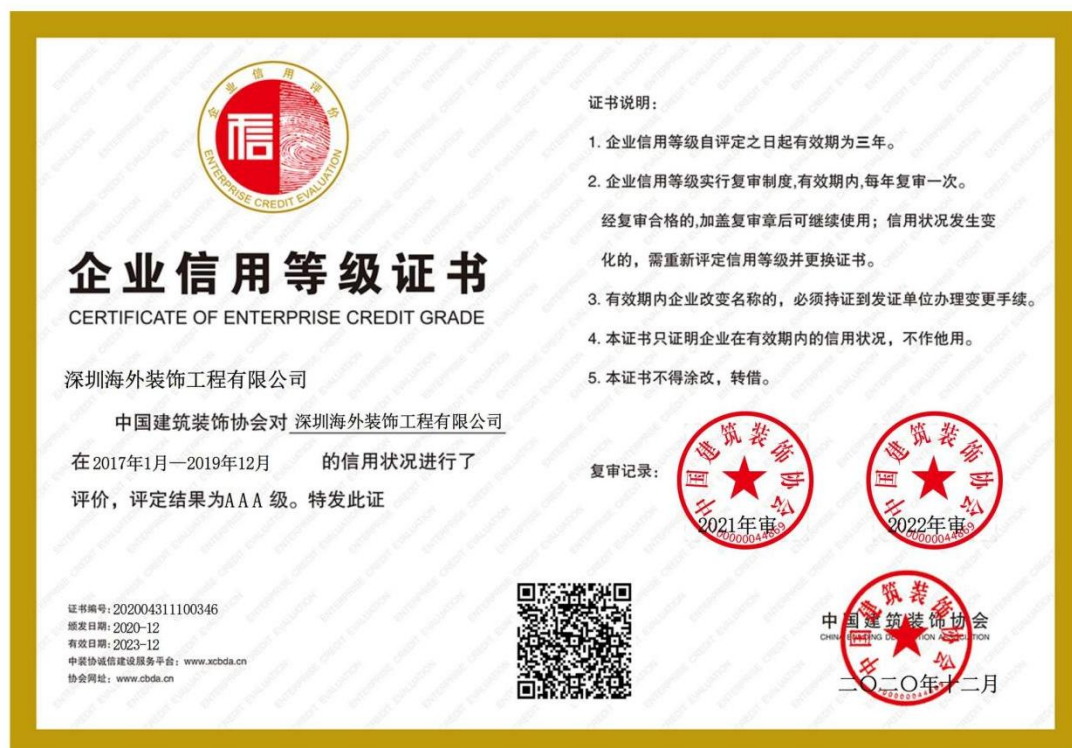 企业信用评价
信
ENTERPRISE CREDIT EVALUATION
企业信用等级证书
CERTIFICATE OF ENTERPRISE CREDIT GRADE
深圳海外装饰工程有限公司
中国建筑装饰协会对 深圳海外装饰工程有限公司
在 2017年1月—2019年12月 的信用状况进行了
评价，评定结果为AAA 级。特发此证
证书编号: 202004311100346
颁发日期: 2020-12
有效日期: 2023-12
中装协诚信建设服务平台: www.xcbda.cn
协会网址: www.cbda.cn
证书说明:
1. 企业信用等级自评定之日起有效期为三年。
2. 企业信用等级实行复审制度,有效期内,每年复审一次。
经复审合格的,加盖复审章后可继续使用；信用状况发生变
化的，需重新评定信用等级并更换证书。
3. 有效期内企业改变名称的，必须持证到发证单位办理变更手续。
4. 本证书只证明企业在有效期内的信用状况，不作他用。
5. 本证书不得涂改，转借。
复审记录:
中国建筑装饰协会
2021年审
中国建筑装饰协会
2022年审
中国建筑装饰协会
中国建筑装饰协会
二〇二〇年十二月